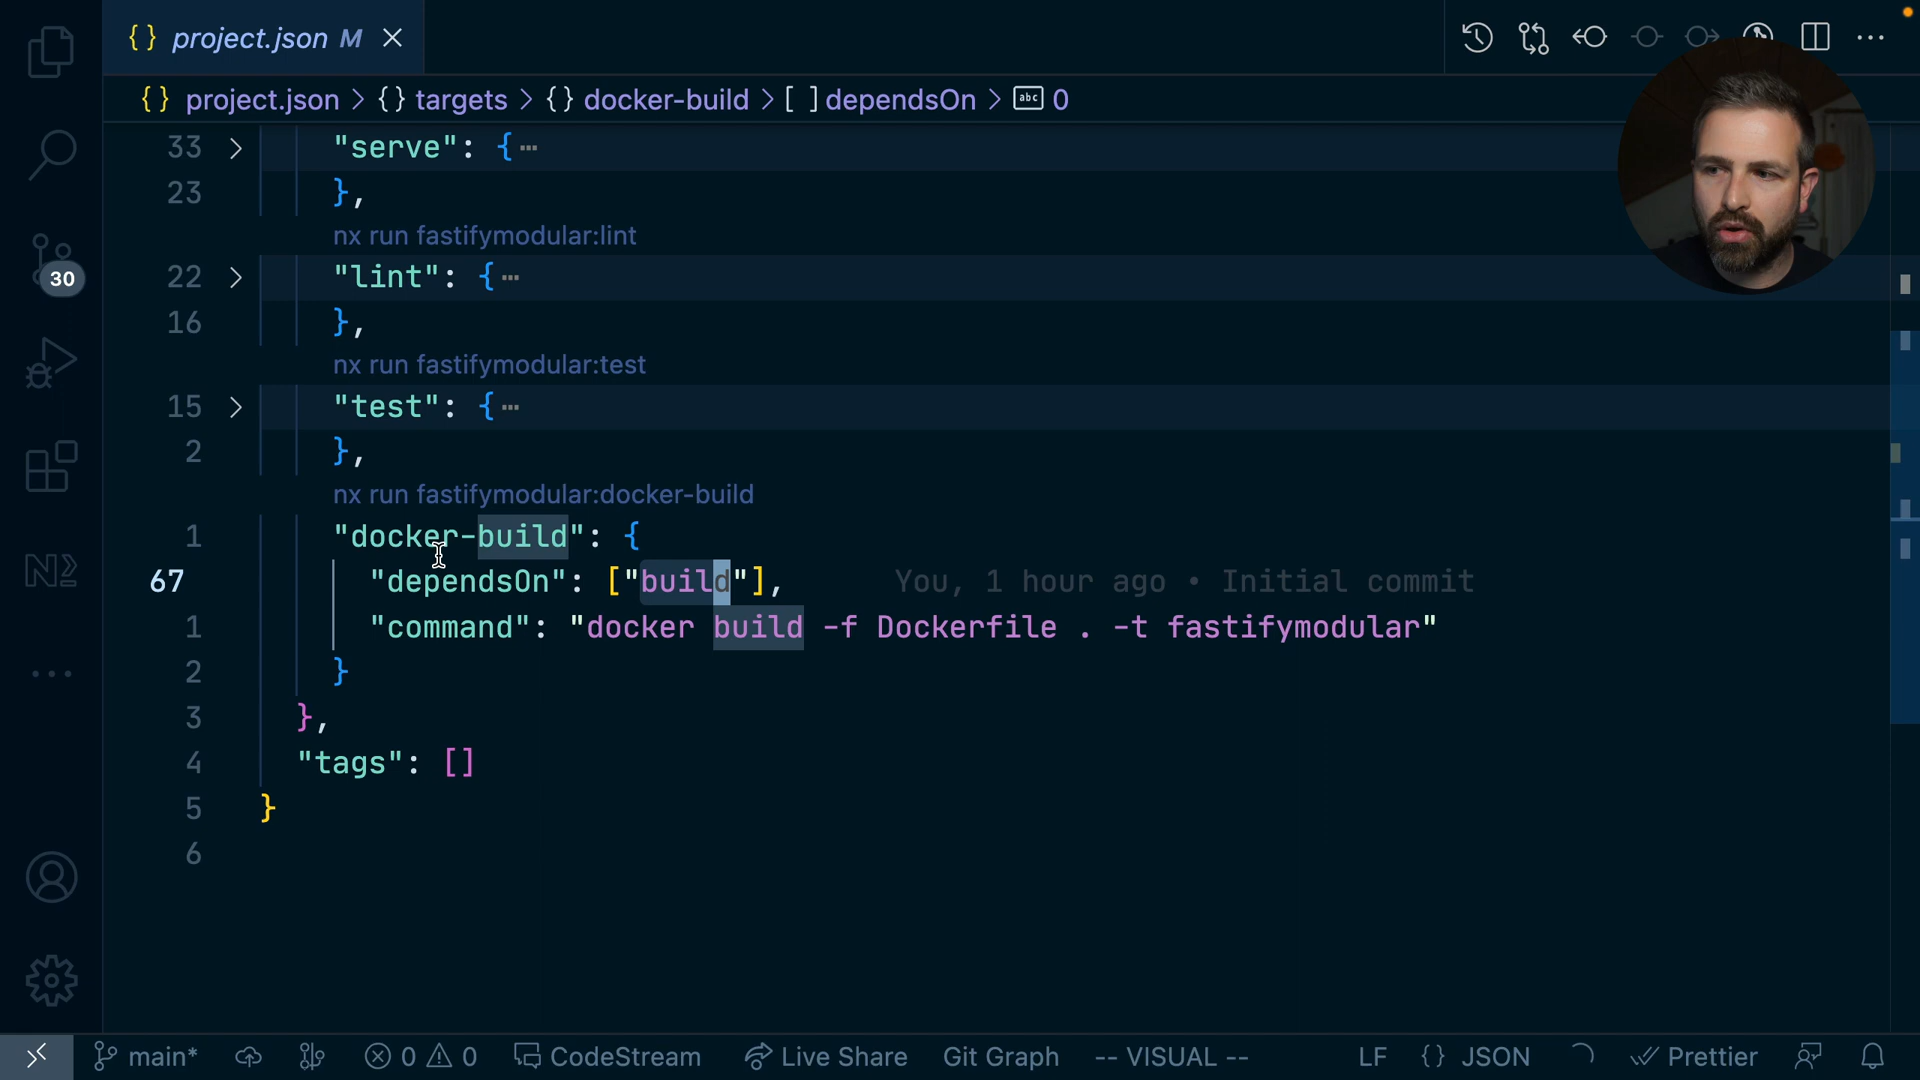 {} project.json M
{} project.json > {} targets > {} docker-build > [ ] dependsOn > abc 0
33 > "serve": { …
23 },
nx run fastifymodular:lint
22 > "lint": { …
16 },
nx run fastifymodular:test
15 > "test": { …
2 },
nx run fastifymodular:docker-build
1 "docker-build": {
67 "dependsOn": ["build"], You, 1 hour ago • Initial commit
1 "command": "docker build -f Dockerfile . -t fastifymodular"
2 }
3 },
4 "tags": []
5 }
6
30
main* 0 0 CodeStream Live Share Git Graph -- VISUAL -- LF {} JSON Prettier